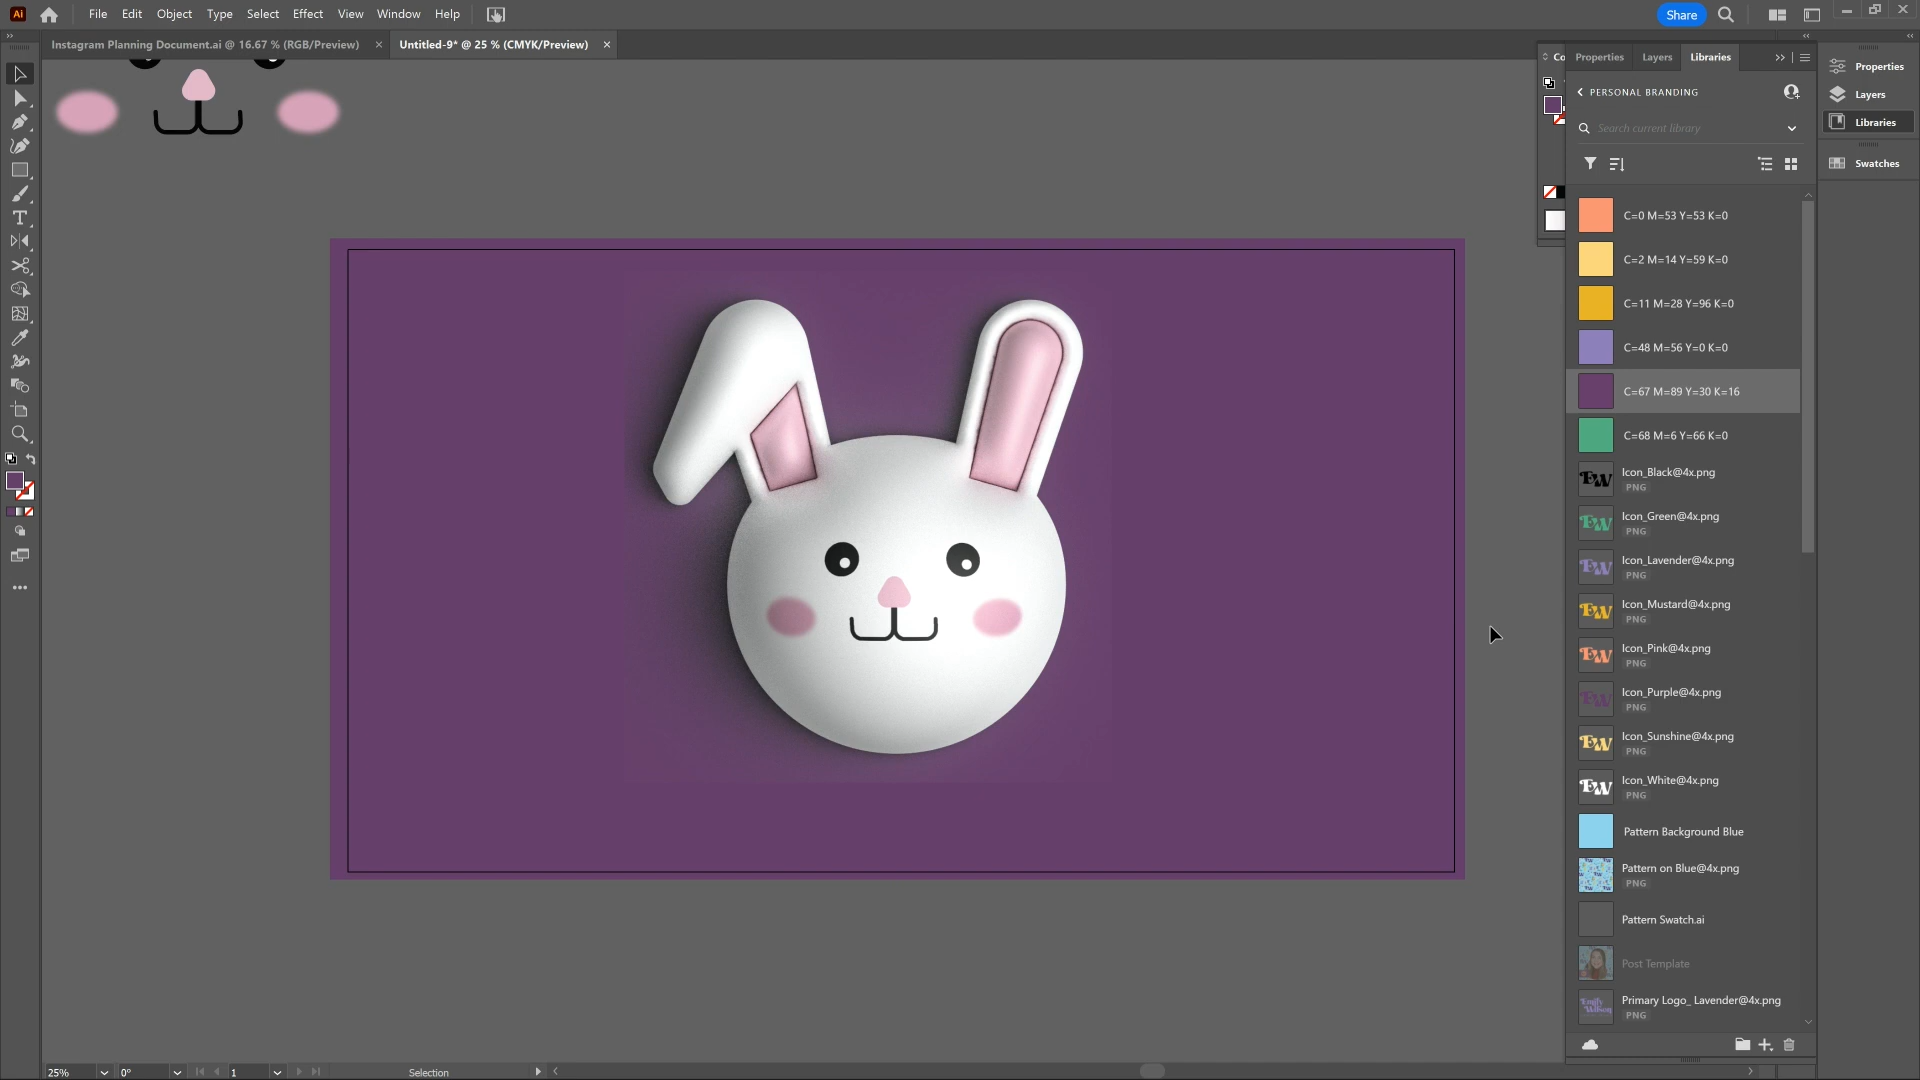 Ai File Edit Object Type Select Effect View Window Help Share
Instagram Planning Document.ai @ 16.67 % (RGB/Preview) × Untitled-9* @ 25 % (CMYK/Preview) ×
Co Properties Layers Libraries
PERSONAL BRANDING
Search current library
C=0 M=53 Y=53 K=0
C=2 M=14 Y=59 K=0
C=11 M=28 Y=96 K=0
C=48 M=56 Y=0 K=0
C=67 M=89 Y=30 K=16
C=68 M=6 Y=66 K=0
Icon_Black@4x.png
PNG
Icon_Green@4x.png
PNG
Icon_Lavender@4x.png
PNG
Icon_Mustard@4x.png
PNG
Icon_Pink@4x.png
PNG
Icon_Purple@4x.png
PNG
Icon_Sunshine@4x.png
PNG
Icon_White@4x.png
PNG
Pattern Background Blue
Pattern on Blue@4x.png
PNG
Pattern Swatch.ai
Post Template
Primary Logo_ Lavender@4x.png
PNG
Properties
Layers
Libraries
Swatches
25% 0° 1 Selection